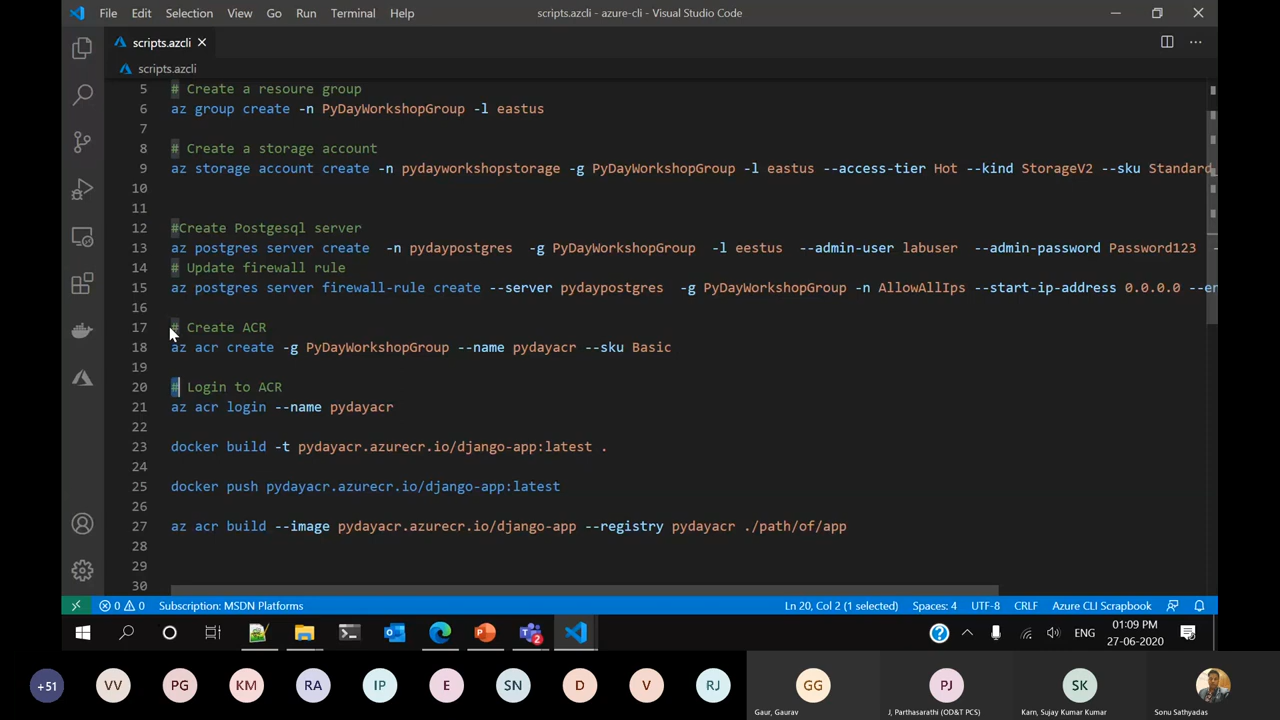 File Edit Selection View Go Run Terminal Help scripts.azcli - azure-cli - Visual Studio Code
scripts.azcli
scripts.azcli
5 # Create a resoure group
6 az group create -n PyDayWorkshopGroup -l eastus
7
8 # Create a storage account
9 az storage account create -n pydayworkshopstorage -g PyDayWorkshopGroup -l eastus --access-tier Hot --kind StorageV2 --sku Standard
10
11
12 #Create Postgesql server
13 az postgres server create -n pydaypostgres -g PyDayWorkshopGroup -l eestus --admin-user labuser --admin-password Password123 -
14 # Update firewall rule
15 az postgres server firewall-rule create --server pydaypostgres -g PyDayWorkshopGroup -n AllowAllIps --start-ip-address 0.0.0.0 --en
16
17 # Create ACR
18 az acr create -g PyDayWorkshopGroup --name pydayacr --sku Basic
19
20 # Login to ACR
21 az acr login --name pydayacr
22
23 docker build -t pydayacr.azurecr.io/django-app:latest .
24
25 docker push pydayacr.azurecr.io/django-app:latest
26
27 az acr build --image pydayacr.azurecr.io/django-app --registry pydayacr ./path/of/app
28
29
30
0 0 Subscription: MSDN Platforms Ln 20, Col 2 (1 selected) Spaces: 4 UTF-8 CRLF Azure CLI Scrapbook
ENG 01:09 PM
27-06-2020
+51 VV PG KM RA IP E SN D V RJ GG PJ SK
Gaur, Gaurav J, Parthasarathi (OD&T PCS) Karn, Sujay Kumar Kumar Sonu Sathyadas